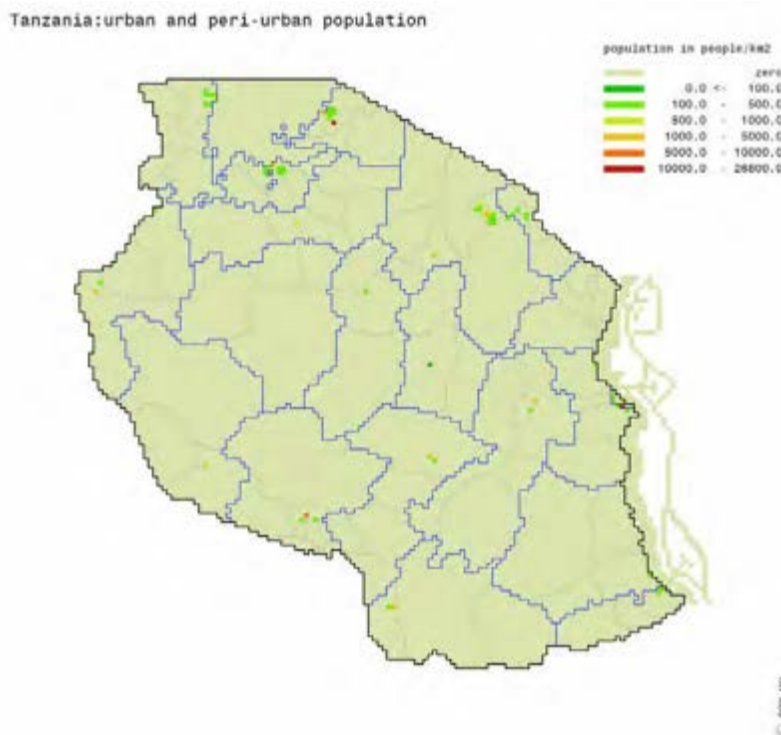 Tanzania:urban and peri-urban population
population in people/km2
zero
0.0 <- 100.0
100.0 - 500.0
500.0 - 1000.0
1000.0 - 5000.0
5000.0 - 10000.0
10000.0 - 26800.0